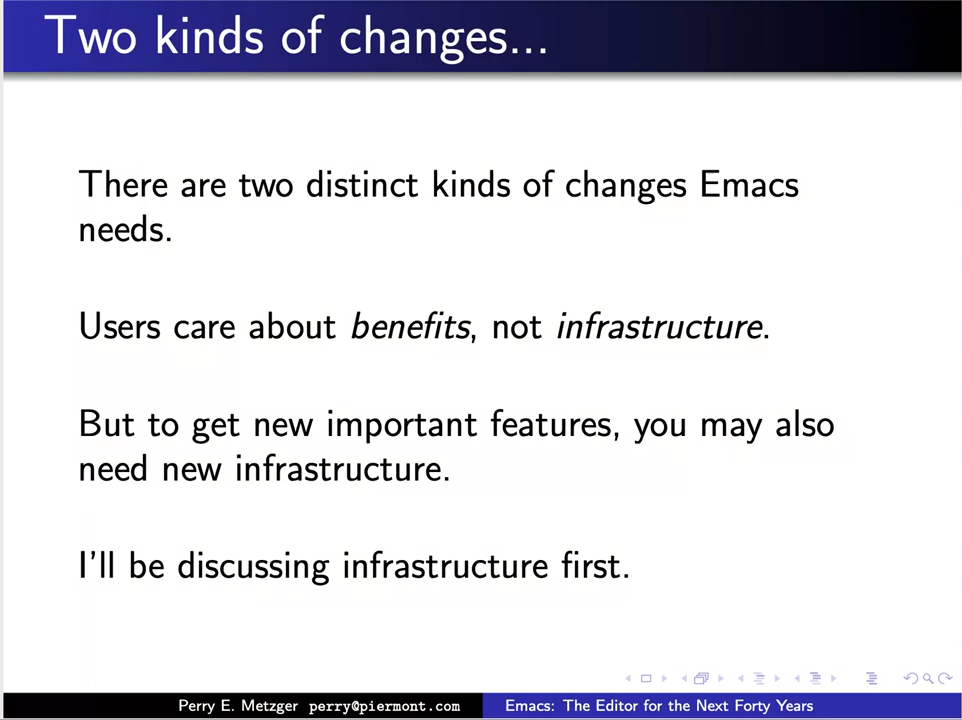 Two kinds of changes...
There are two distinct kinds of changes Emacs
needs.
Users care about benefits, not infrastructure.
But to get new important features, you may also
need new infrastructure.
I'll be discussing infrastructure first.
Perry E. Metzger perry@piermont.com
Emacs: The Editor for the Next Forty Years